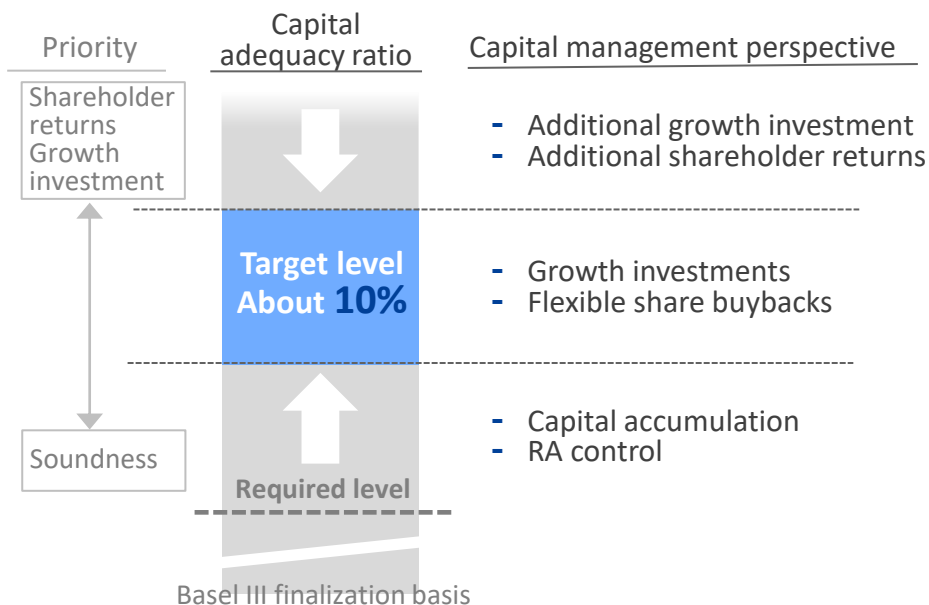 Priority
Capital
adequacy ratio
Capital management perspective
Shareholder
returns
Growth
investment
- Additional growth investment
- Additional shareholder returns
Target level
About 10%
- Growth investments
- Flexible share buybacks
Soundness
- Capital accumulation
- RA control
Required level
Basel III finalization basis